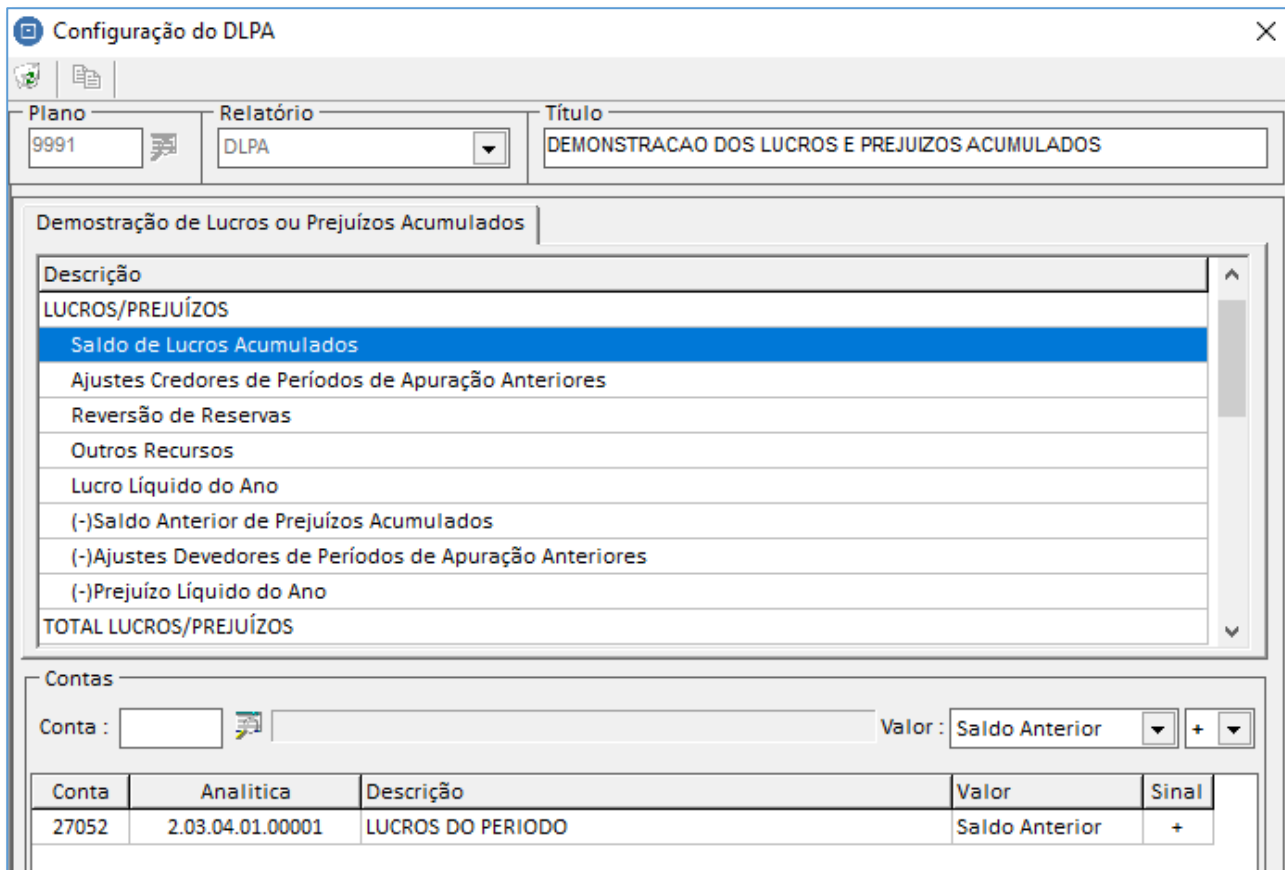 Configuração do DLPA
Plano Relatório Título
9991 DLPA DEMONSTRACAO DOS LUCROS E PREJUIZOS ACUMULADOS
Demostração de Lucros ou Prejuízos Acumulados
Descrição
LUCROS/PREJUÍZOS
Saldo de Lucros Acumulados
Ajustes Credores de Períodos de Apuração Anteriores
Reversão de Reservas
Outros Recursos
Lucro Líquido do Ano
(-)Saldo Anterior de Prejuízos Acumulados
(-)Ajustes Devedores de Períodos de Apuração Anteriores
(-)Prejuízo Líquido do Ano
TOTAL LUCROS/PREJUÍZOS
Contas
Conta : Valor : Saldo Anterior +
Conta Analitica Descrição Valor Sinal
27052 2.03.04.01.00001 LUCROS DO PERIODO Saldo Anterior +